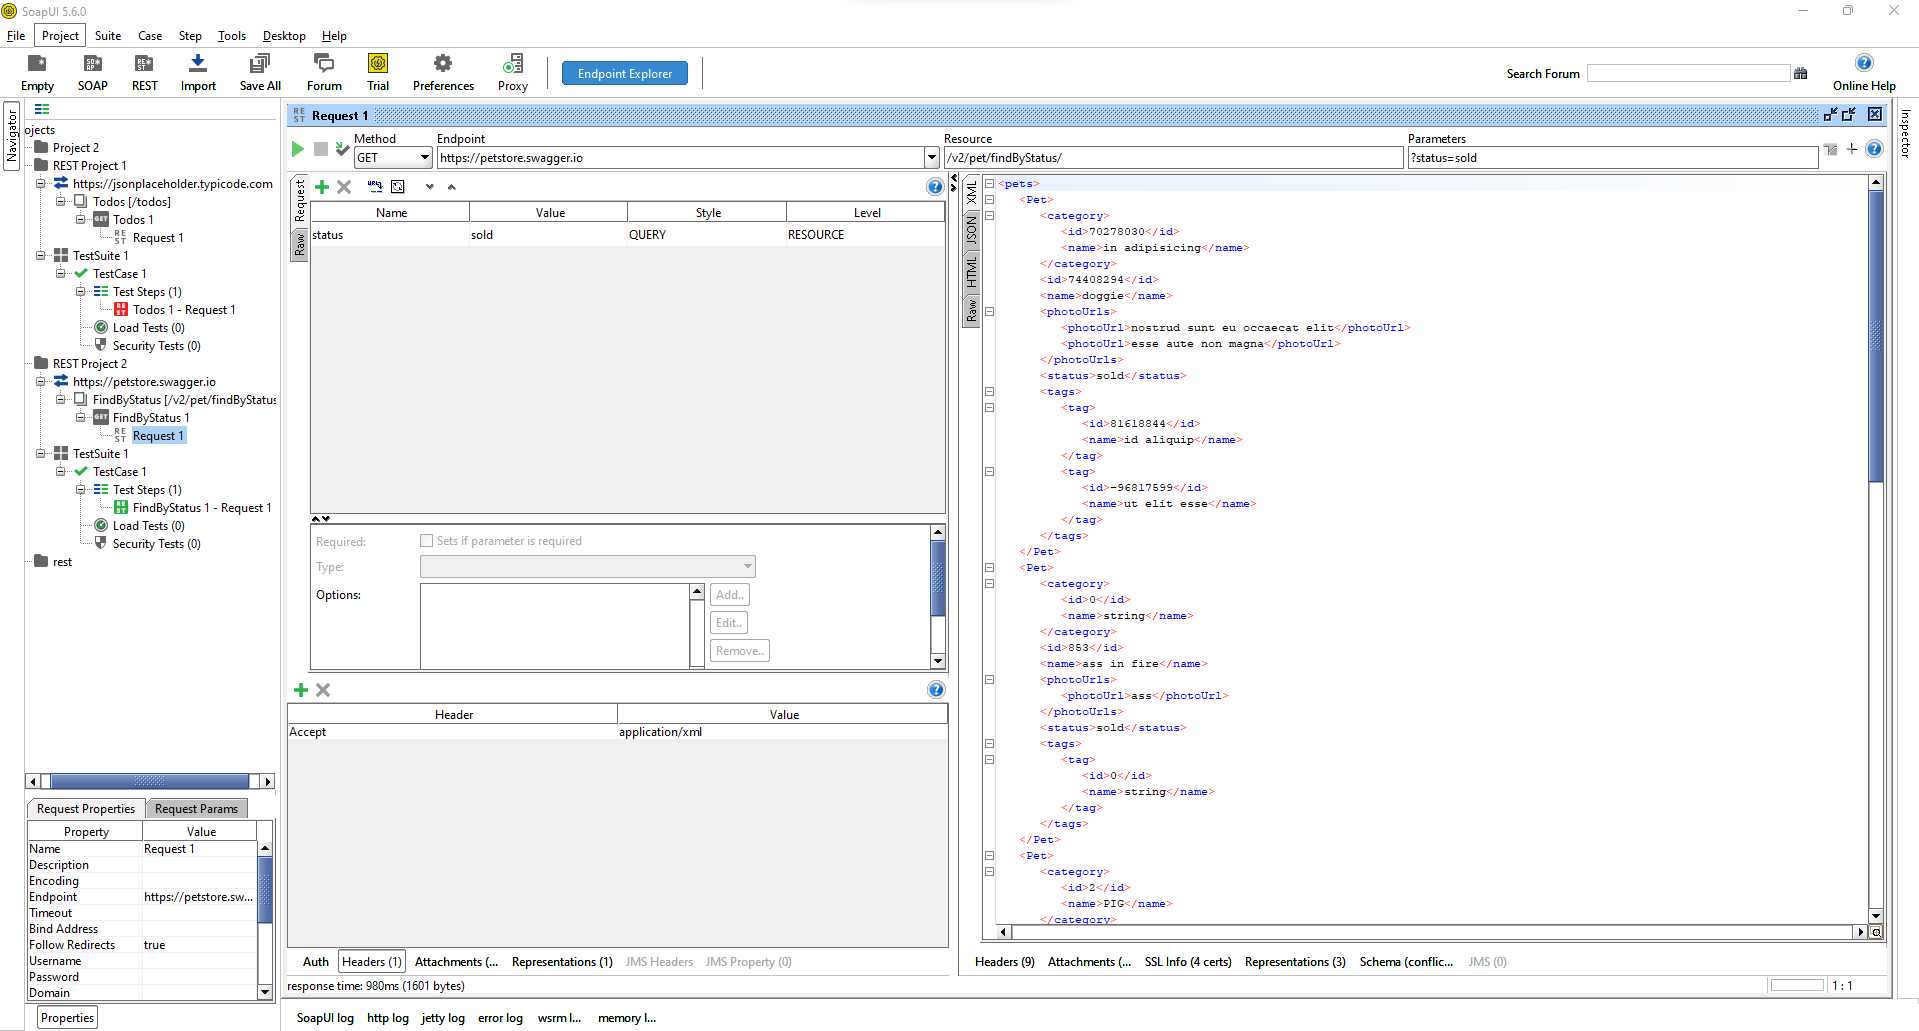 SoapUI 5.6.0
File Project Suite Case Step Tools Desktop Help
Empty SOAP REST Import Save All Forum Trial Preferences Proxy Endpoint Explorer Search Forum Online Help
Navigator
ojects
Project 2
REST Project 1
https://jsonplaceholder.typicode.com
Todos [/todos]
GET Todos 1
REST Request 1
TestSuite 1
TestCase 1
Test Steps (1)
REST Todos 1 - Request 1
Load Tests (0)
Security Tests (0)
REST Project 2
https://petstore.swagger.io
FindByStatus [/v2/pet/findByStatus
GET FindByStatus 1
REST Request 1
TestSuite 1
TestCase 1
Test Steps (1)
REST FindByStatus 1 - Request 1
Load Tests (0)
Security Tests (0)
rest
Request Properties Request Params
Property Value
Name Request 1
Description
Encoding
Endpoint https://petstore.sw...
Timeout
Bind Address
Follow Redirects true
Username
Password
Domain
Properties
REST Request 1
Method Endpoint Resource Parameters
GET https://petstore.swagger.io /v2/pet/findByStatus/ ?status=sold
Request
Raw
Name Value Style Level
status sold QUERY RESOURCE
Required: Sets if parameter is required
Type:
Options:
Add..
Edit..
Remove..
Header Value
Accept application/xml
Auth Headers (1) Attachments (... Representations (1) JMS Headers JMS Property (0)
response time: 980ms (1601 bytes)
XML
JSON
HTML
Raw
<pets>
<Pet>
<category>
<id>70278030</id>
<name>in adipisicing</name>
</category>
<id>74408294</id>
<name>doggie</name>
<photoUrls>
<photoUrl>nostrud sunt eu occaecat elit</photoUrl>
<photoUrl>esse aute non magna</photoUrl>
</photoUrls>
<status>sold</status>
<tags>
<tag>
<id>81618844</id>
<name>id aliquip</name>
</tag>
<tag>
<id>-96817599</id>
<name>ut elit esse</name>
</tag>
</tags>
</Pet>
<Pet>
<category>
<id>0</id>
<name>string</name>
</category>
<id>853</id>
<name>ass in fire</name>
<photoUrls>
<photoUrl>ass</photoUrl>
</photoUrls>
<status>sold</status>
<tags>
<tag>
<id>0</id>
<name>string</name>
</tag>
</tags>
</Pet>
<Pet>
<category>
<id>2</id>
<name>PIG</name>
</category>
Headers (9) Attachments (... SSL Info (4 certs) Representations (3) Schema (conflic... JMS (0)
1 : 1
Inspector
SoapUI log http log jetty log error log wsrm l... memory l...